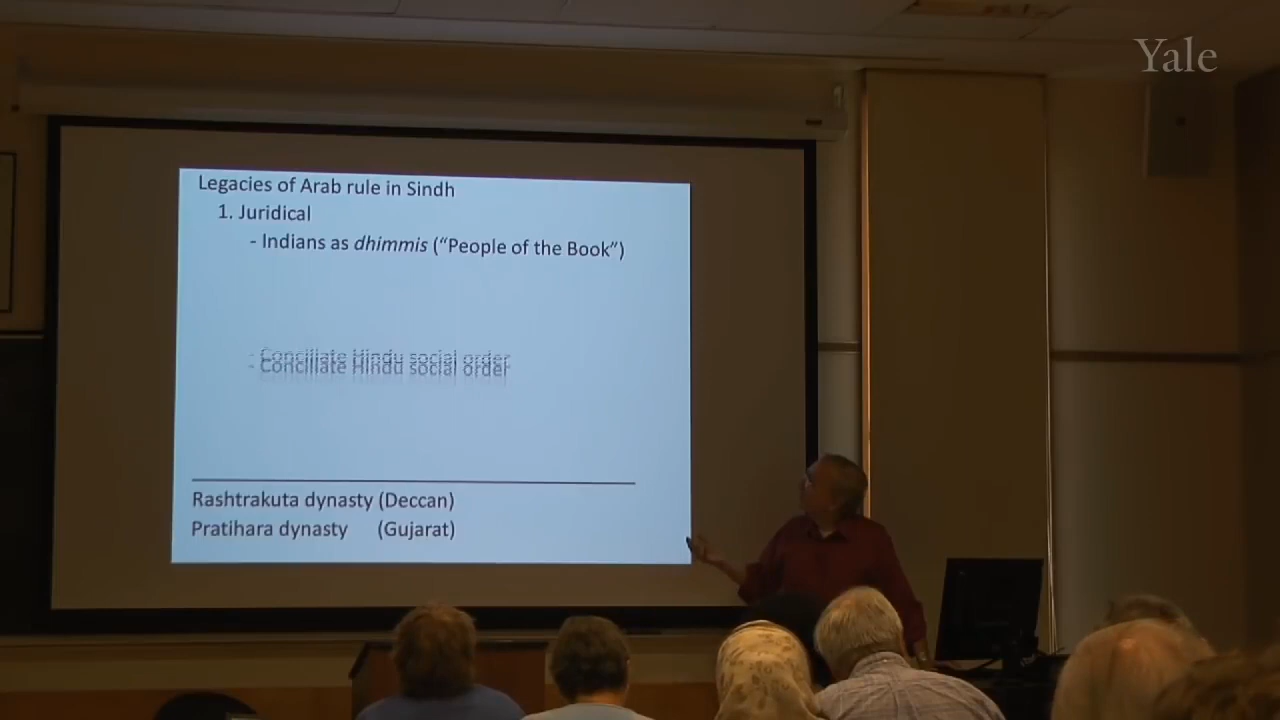 Yale
Legacies of Arab rule in Sindh
1. Juridical
- Indians as dhimmis (“People of the Book”)
- Conciliate Hindu social order
Rashtrakuta dynasty (Deccan)
Pratihara dynasty (Gujarat)